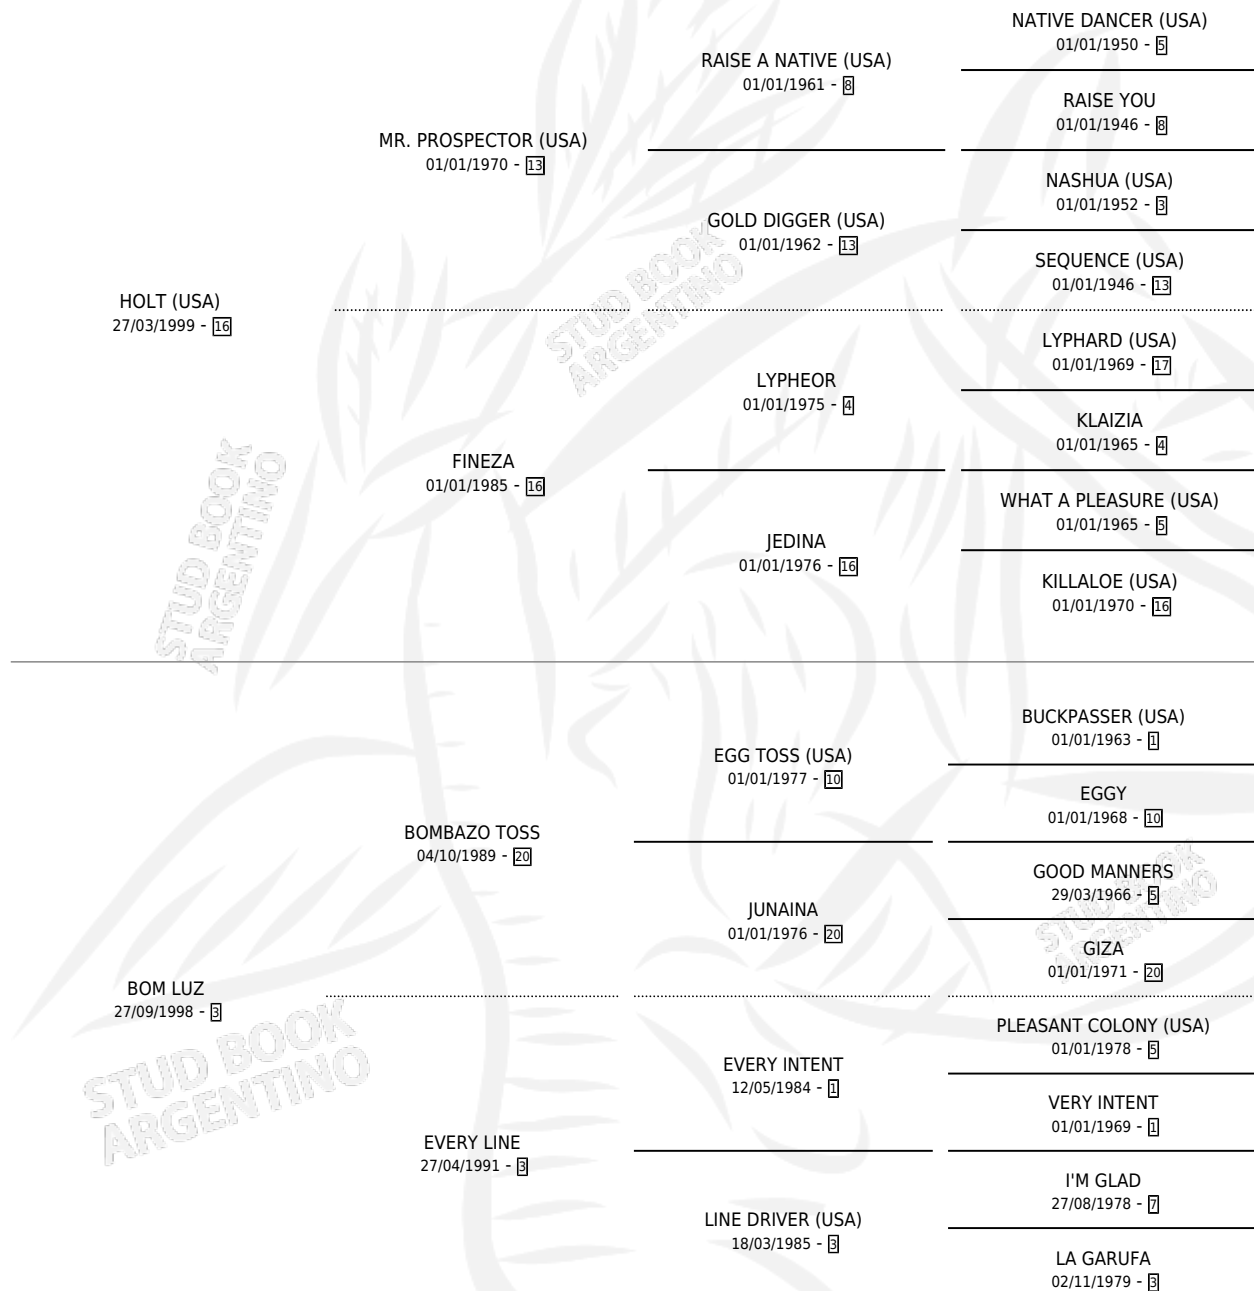 NATIVE DANCER (USA)
01/01/1950 - 5
RAISE A NATIVE (USA)
01/01/1961 - 8
RAISE YOU
01/01/1946 - 8
MR. PROSPECTOR (USA)
01/01/1970 - 13
NASHUA (USA)
01/01/1952 - 3
GOLD DIGGER (USA)
01/01/1962 - 13
SEQUENCE (USA)
01/01/1946 - 13
HOLT (USA)
27/03/1999 - 16
STUD BOOK
ARGENTINO
LYPHARD (USA)
01/01/1969 - 17
LYPHEOR
01/01/1975 - 4
KLAIZIA
01/01/1965 - 4
FINEZA
01/01/1985 - 16
WHAT A PLEASURE (USA)
01/01/1965 - 5
JEDINA
01/01/1976 - 16
KILLALOE (USA)
01/01/1970 - 16
STUD BOOK
ARGENTINO
BUCKPASSER (USA)
01/01/1963 - 1
EGG TOSS (USA)
01/01/1977 - 10
EGGY
01/01/1968 - 10
BOMBAZO TOSS
04/10/1989 - 20
GOOD MANNERS
29/03/1966 - 5
JUNAINA
01/01/1976 - 20
STUD BOOK
ARGENTINO
GIZA
01/01/1971 - 20
BOM LUZ
27/09/1998 - 3
STUD BOOK
ARGENTINO
PLEASANT COLONY (USA)
01/01/1978 - 5
EVERY INTENT
12/05/1984 - 1
VERY INTENT
01/01/1969 - 1
EVERY LINE
27/04/1991 - 3
I'M GLAD
27/08/1978 - 7
LINE DRIVER (USA)
18/03/1985 - 3
LA GARUFA
02/11/1979 - 3